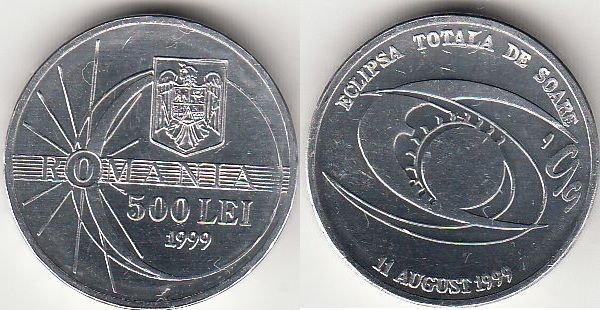 ROMANIA
500 LEI
1999
ECLIPSA TOTALA DE SOARE
11 AUGUST 1999